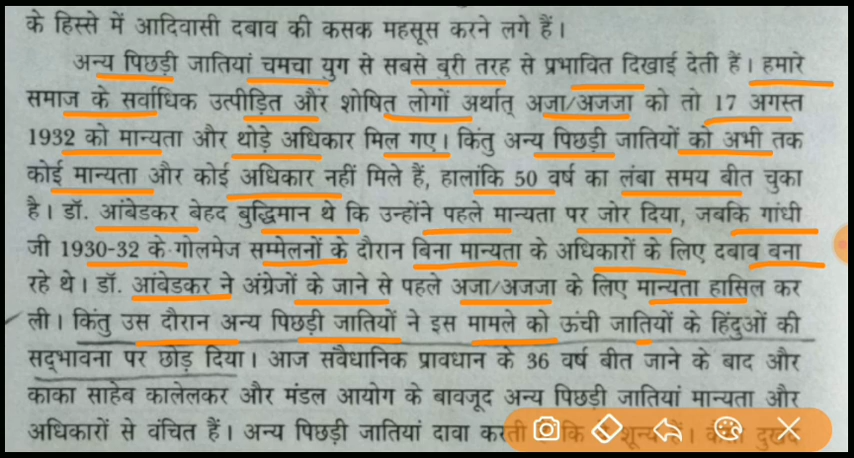 के हिस्से में आदिवासी दबाव की कसक महसूस करने लगे हैं।
अन्य पिछड़ी जातियां चमचा युग से सबसे बुरी तरह से प्रभावित दिखाई देती हैं। हमारे
समाज के सर्वाधिक उत्पीड़ित और शोषित लोगों अर्थात् अजा/अजजा को तो 17 अगस्त
1932 को मान्यता और थोड़े अधिकार मिल गए। किंतु अन्य पिछड़ी जातियों को अभी तक
कोई मान्यता और कोई अधिकार नहीं मिले हैं, हालांकि 50 वर्ष का लंबा समय बीत चुका
है। डॉ. आंबेडकर बेहद बुद्धिमान थे कि उन्होंने पहले मान्यता पर जोर दिया, जबकि गांधी
जी 1930-32 के गोलमेज सम्मेलनों के दौरान बिना मान्यता के अधिकारों के लिए दबाव बना
रहे थे। डॉ. आंबेडकर ने अंग्रेजों के जाने से पहले अजा/अजजा के लिए मान्यता हासिल कर
ली। किंतु उस दौरान अन्य पिछड़ी जातियों ने इस मामले को ऊंची जातियों के हिंदुओं की
सद्भावना पर छोड़ दिया। आज संवैधानिक प्रावधान के 36 वर्ष बीत जाने के बाद और
काका साहेब कालेलकर और मंडल आयोग के बावजूद अन्य पिछड़ी जातियां मान्यता और
अधिकारों से वंचित हैं। अन्य पिछड़ी जातियां दावा करती कि